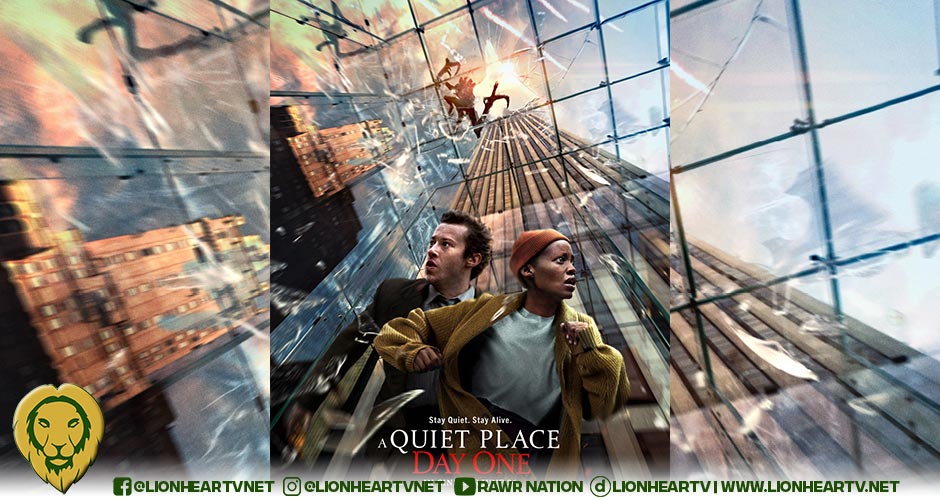 Stay Quiet. Stay Alive.
A QUIET PLACE
DAY ONE
@LIONHEARTVNET @LIONHEARTVNET RAWR NATION LIONHEARTV | WWW.LIONHEARTV.NET